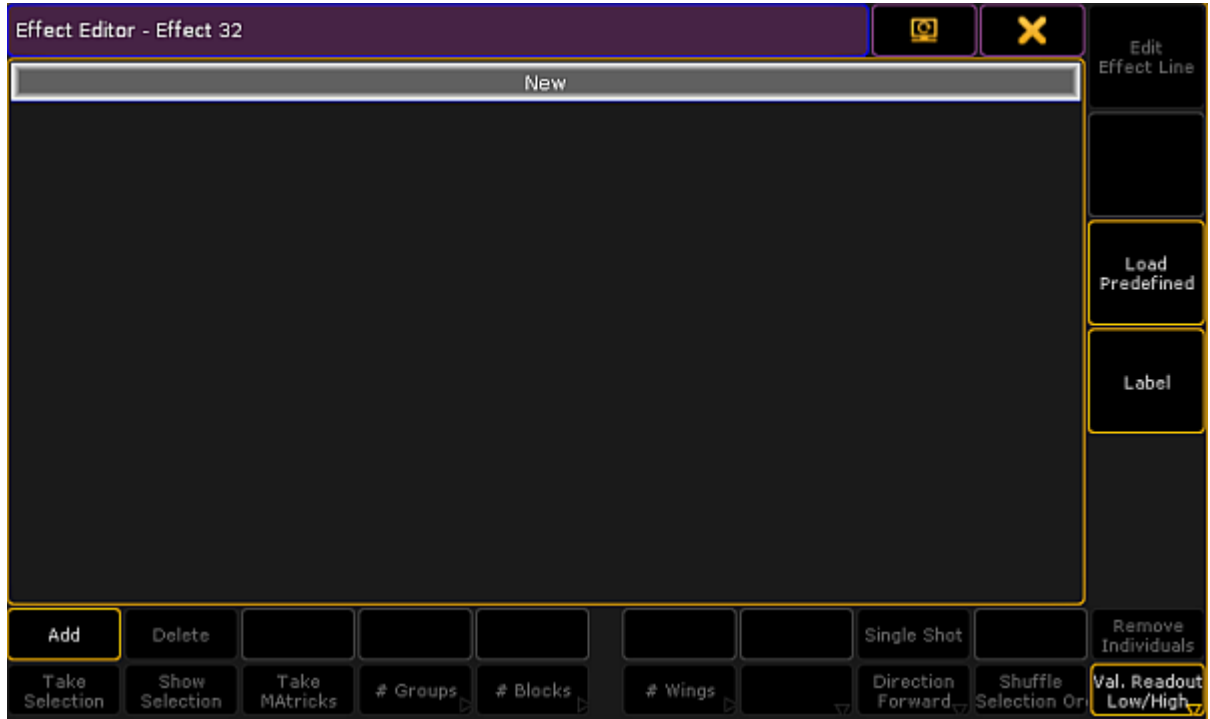 Effect Editor - Effect 32
Edit
Effect Line
New
Load
Predefined
Label
Add
Delete
Single Shot
Remove
Individuals
Take
Selection
Show
Selection
Take
MAtricks
# Groups
# Blocks
# Wings
Direction
Forward
Shuffle
Selection Or
Val. Readout
Low/High